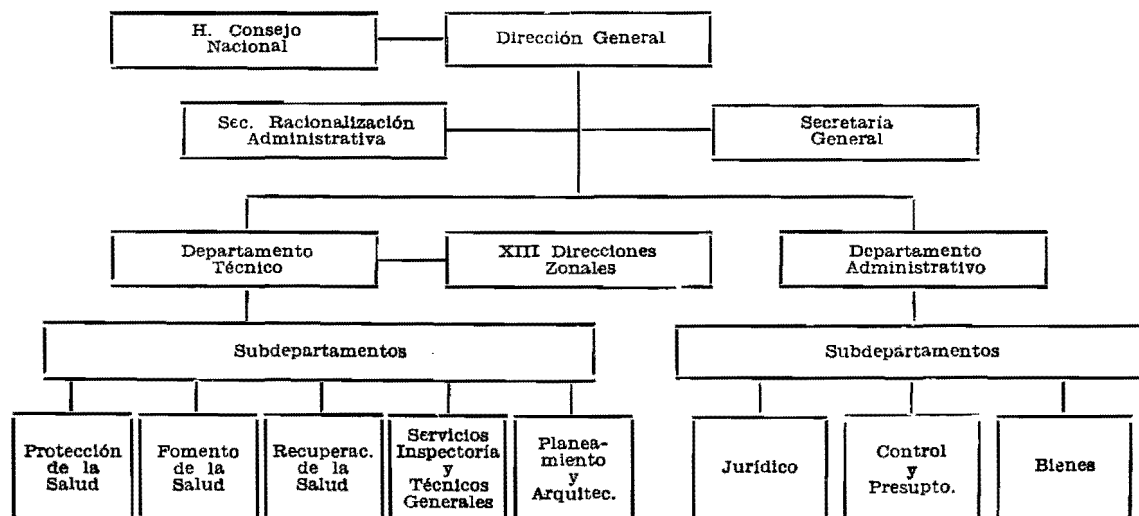 H. Consejo
Nacional
Dirección General
Sec. Racionalización
Administrativa
Secretaría
General
Departamento
Técnico
XIII Direcciones
Zonales
Departamento
Administrativo
Subdepartamentos
Subdepartamentos
Protección
de la
Salud
Fomento
de la
Salud
Recuperac.
de la
Salud
Servicios
Inspectoría
y
Técnicos
Generales
Planea-
miento
y
Arquitec.
Jurídico
Control
y
Presupto.
Bienes